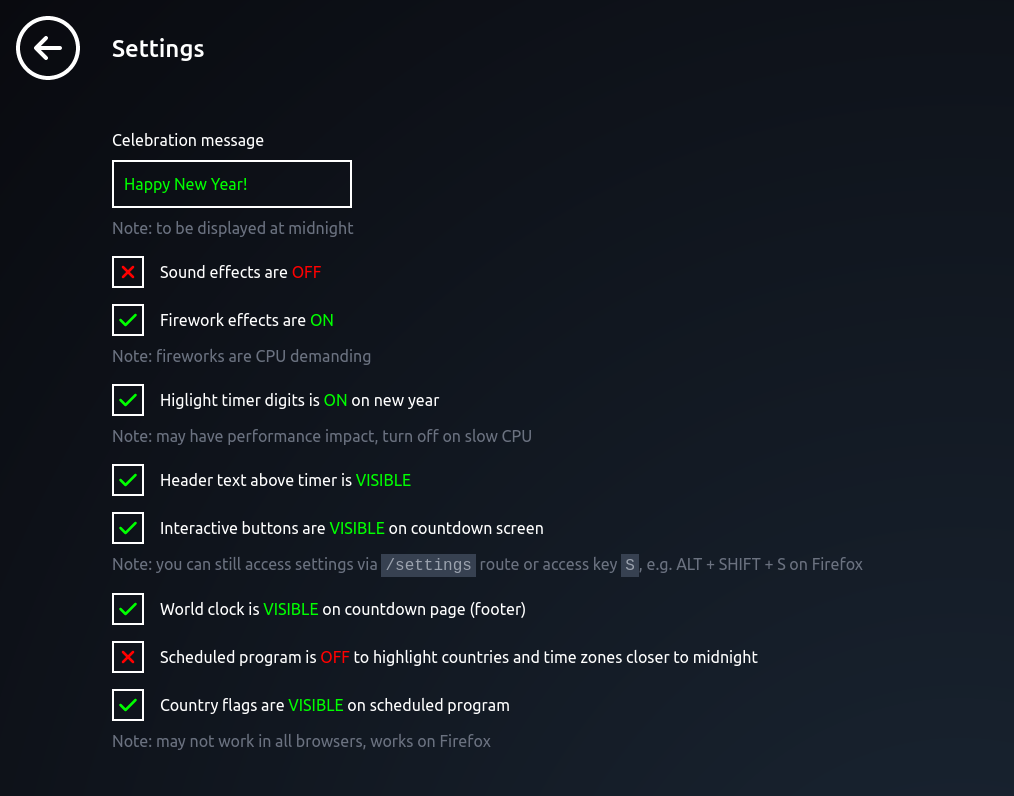 Settings
Celebration message
Happy New Year!
Note: to be displayed at midnight
Sound effects are OFF
Firework effects are ON
Note: fireworks are CPU demanding
Higlight timer digits is ON on new year
Note: may have performance impact, turn off on slow CPU
Header text above timer is VISIBLE
Interactive buttons are VISIBLE on countdown screen
Note: you can still access settings via /settings route or access key S, e.g. ALT + SHIFT + S on Firefox
World clock is VISIBLE on countdown page (footer)
Scheduled program is OFF to highlight countries and time zones closer to midnight
Country flags are VISIBLE on scheduled program
Note: may not work in all browsers, works on Firefox